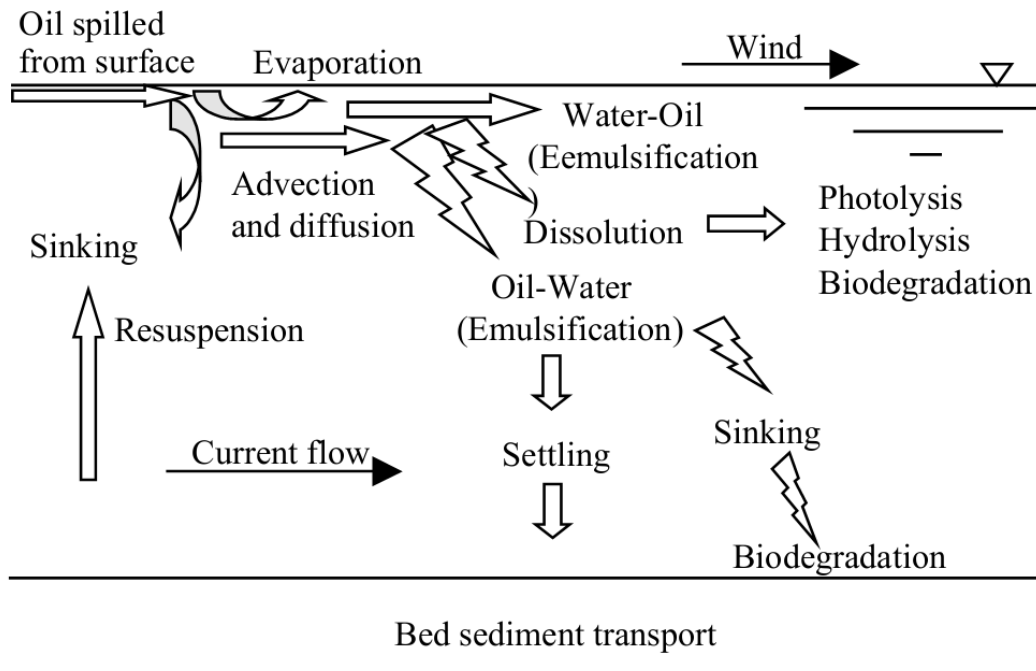 Oil spilled
from surface
Evaporation
Wind
Water-Oil
(Eemulsification
)
Advection
and diffusion
Dissolution
Photolysis
Hydrolysis
Biodegradation
Sinking
Oil-Water
(Emulsification)
Resuspension
Current flow
Settling
Sinking
Biodegradation
Bed sediment transport